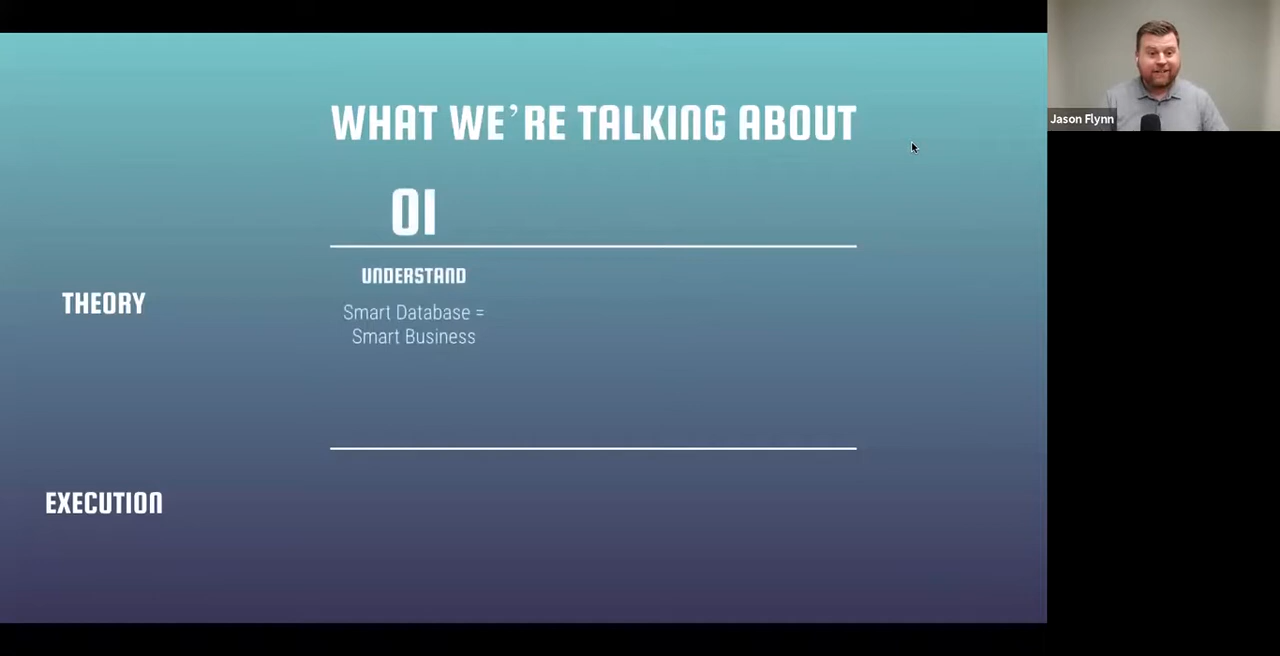 WHAT WE’RE TALKING ABOUT
01
UNDERSTAND
THEORY
Smart Database =
Smart Business
EXECUTION
Jason Flynn